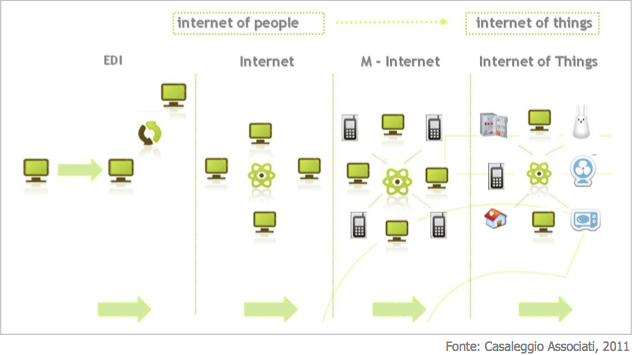 internet of people
internet of things
EDI
Internet
M - Internet
Internet of Things
Fonte: Casaleggio Associati, 2011